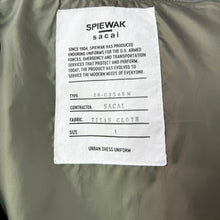 SPIEWAK
sacai
SINCE 1904, SPIEWAK HAS PRODUCED
ENDURING UNIFORMS FOR THE U.S. ARMED
FORCES, EMERGENCY AND TRANSPORTATION
SERVICES THAT PROTECT AND PERFORM.
TODAY, THE PRODUCT HAS EVOLVED TO
SERVICE THE MODERN NEEDS OF EVERYDAY.
TYPE.
CONTRACTOR. SACAI
FABRIC. TITAN CLOTH
SIZE. 1
URBAN DRESS UNIFORM